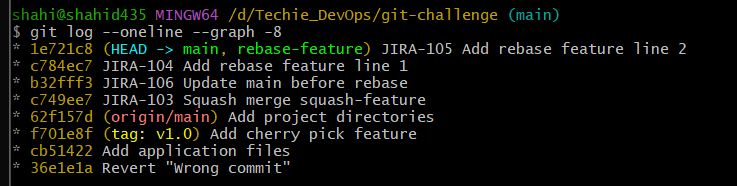 shahi@shahid435 MINGW64 /d/Techie_DevOps/git-challenge (main)
$ git log --oneline --graph -8
* 1e721c8 (HEAD -> main, rebase-feature) JIRA-105 Add rebase feature line 2
* c784ec7 JIRA-104 Add rebase feature line 1
* b32fff3 JIRA-106 Update main before rebase
* c749ee7 JIRA-103 Squash merge squash-feature
* 62f157d (origin/main) Add project directories
* f701e8f (tag: v1.0) Add cherry pick feature
* cb51422 Add application files
* 36e1e1a Revert "Wrong commit"